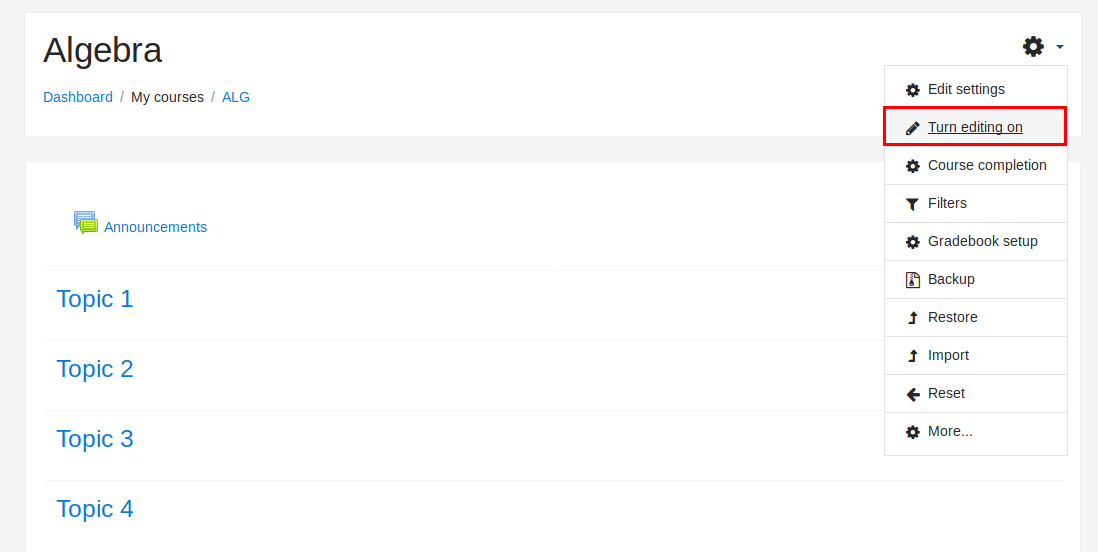 Algebra
Dashboard / My courses / ALG
Edit settings
Turn editing on
Course completion
Filters
Gradebook setup
Backup
Restore
Import
Reset
More...
Announcements
Topic 1
Topic 2
Topic 3
Topic 4